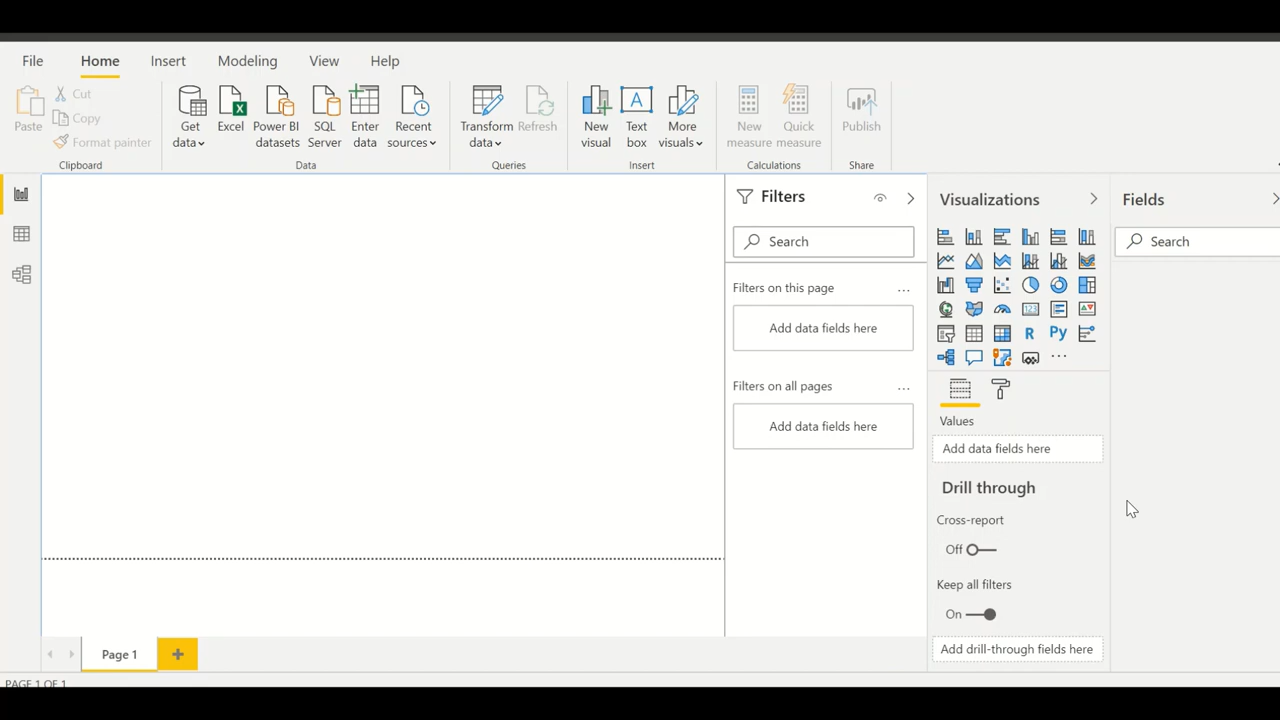 File Home Insert Modeling View Help
Paste Cut
Copy
Format painter
Clipboard
Get data Excel Power BI datasets SQL Server Enter data Recent sources
Data
Transform data Refresh
Queries
New visual A Text box More visuals
Insert
New measure Quick measure
Calculations
Publish
Share
Filters
Search
Filters on this page ...
Add data fields here
Filters on all pages ...
Add data fields here
Visualizations
123
R Py
...
Values
Add data fields here
Drill through
Cross-report
Off
Keep all filters
On
Add drill-through fields here
Fields
Search
Page 1 +
PAGE 1 OF 1